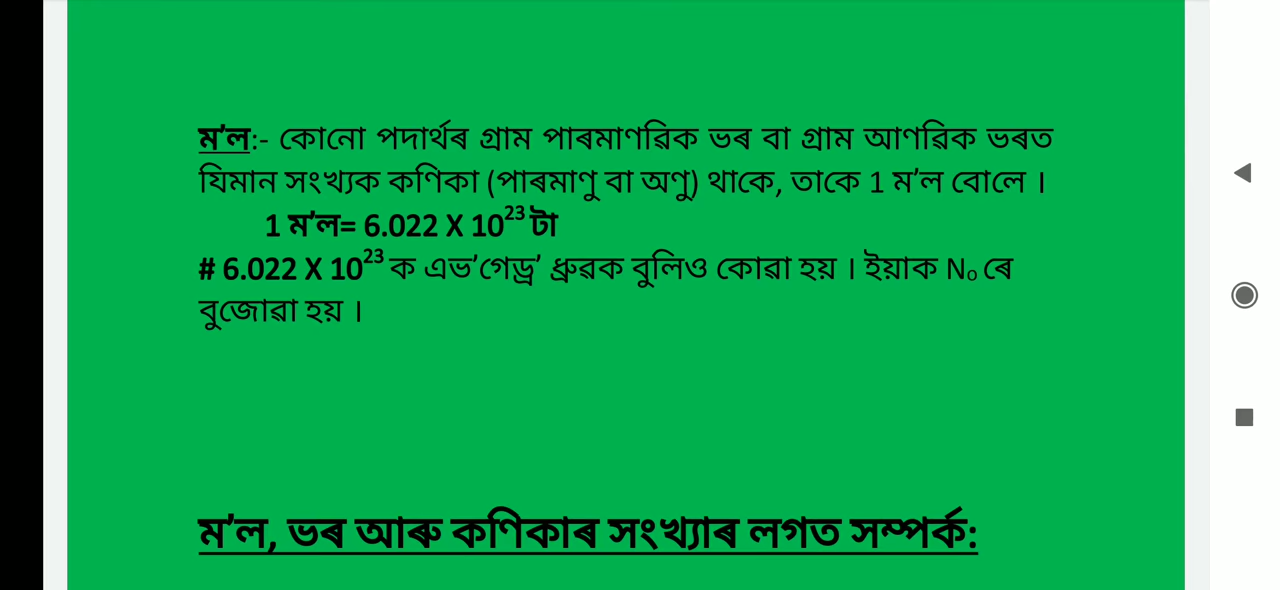 ম’ল:- কোনো পদাৰ্থৰ গ্ৰাম পাৰমাণৱিক ভৰ বা গ্ৰাম আণৱিক ভৰত
যিমান সংখ্যক কণিকা (পাৰমাণু বা অণু) থাকে, তাকে 1 ম’ল বোলে ।
1 ম’ল= 6.022 X 10²³ টা
# 6.022 X 10²³ ক এভ’গেড্ৰ’ ধ্ৰুৱক বুলিও কোৱা হয় । ইয়াক N₀ ৰে
বুজোৱা হয় ।
ম’ল, ভৰ আৰু কণিকাৰ সংখ্যাৰ লগত সম্পৰ্ক: